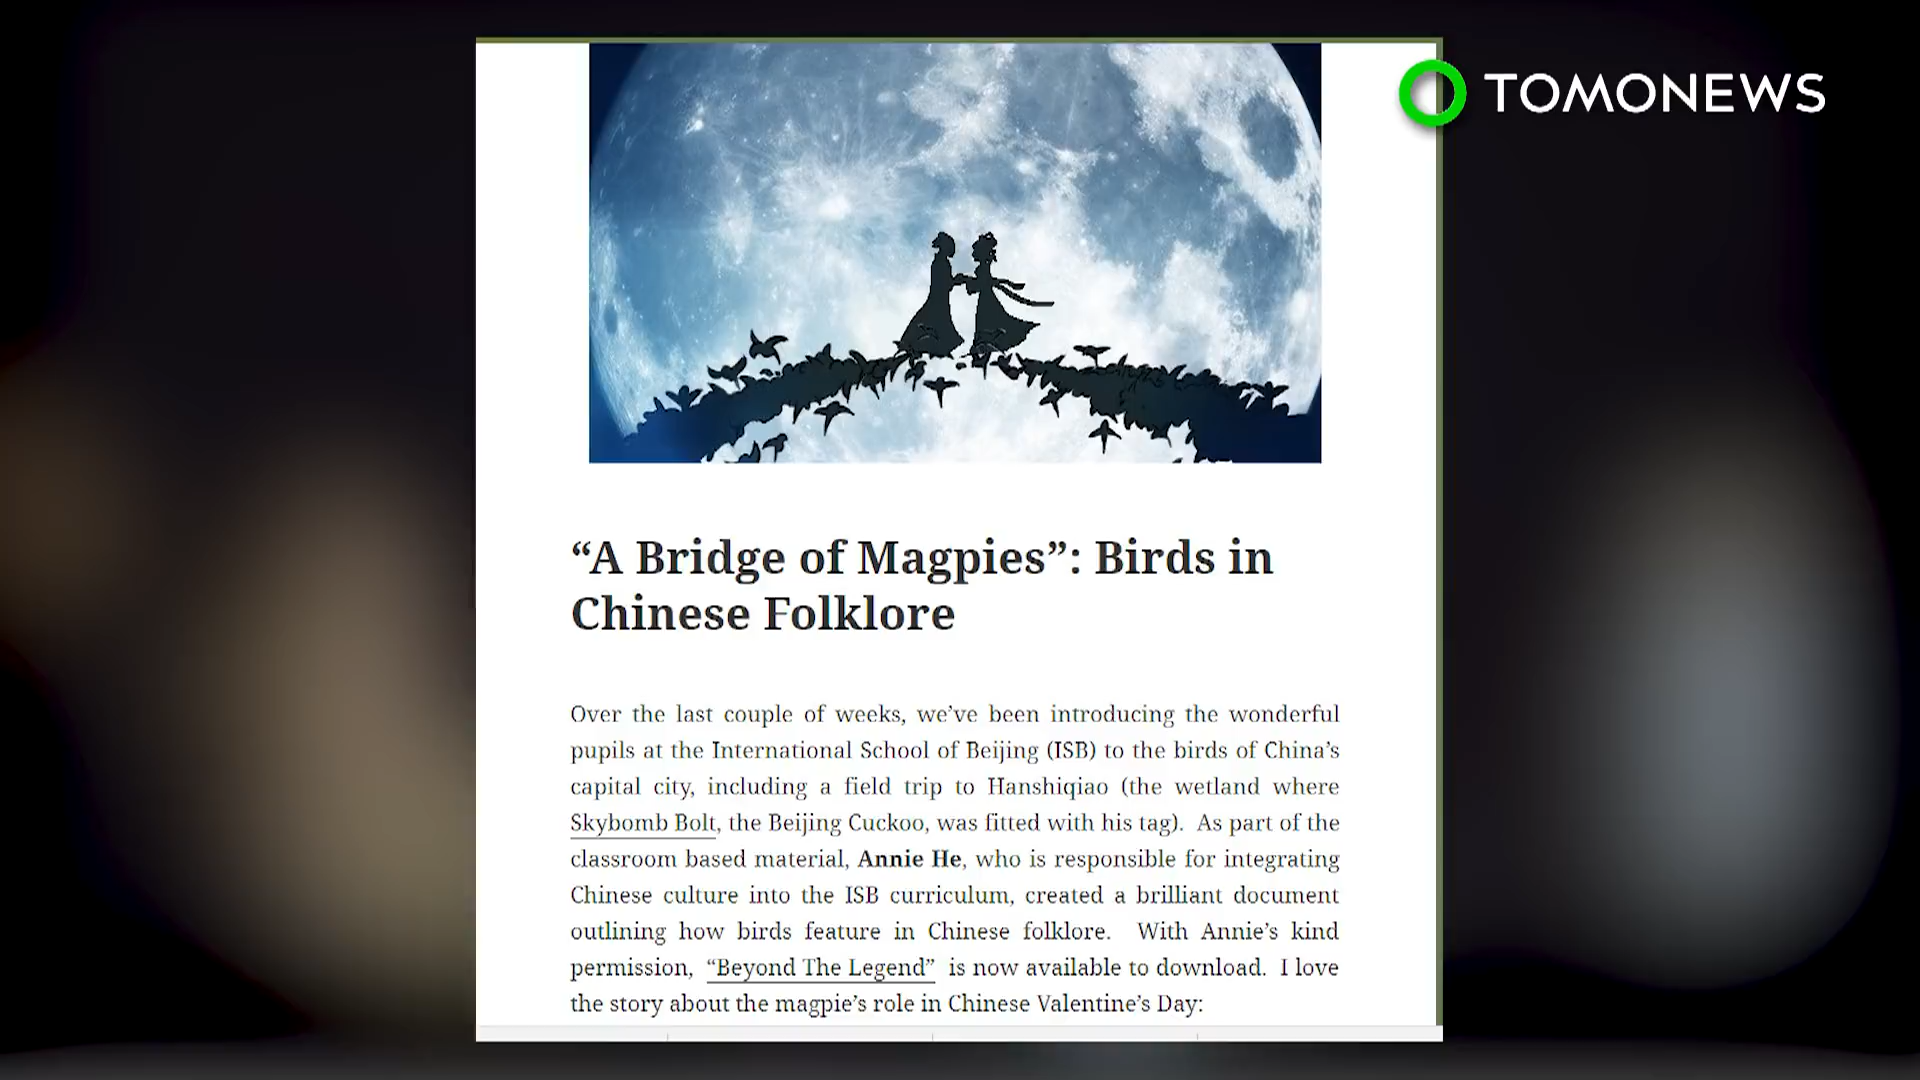 TOMONEWS
“A Bridge of Magpies”: Birds in
Chinese Folklore
Over the last couple of weeks, we’ve been introducing the wonderful
pupils at the International School of Beijing (ISB) to the birds of China’s
capital city, including a field trip to Hanshiqiao (the wetland where
Skybomb Bolt, the Beijing Cuckoo, was fitted with his tag).  As part of the
classroom based material, Annie He, who is responsible for integrating
Chinese culture into the ISB curriculum, created a brilliant document
outlining how birds feature in Chinese folklore.  With Annie’s kind
permission,  “Beyond The Legend”  is now available to download.  I love
the story about the magpie’s role in Chinese Valentine’s Day: